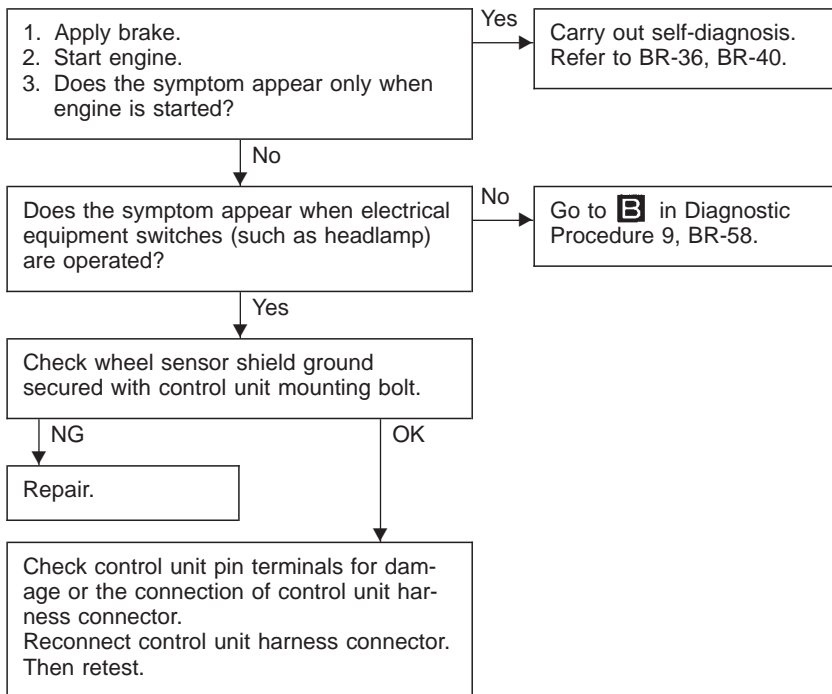 1. Apply brake.
2. Start engine.
3. Does the symptom appear only when
engine is started?
Yes
Carry out self-diagnosis.
Refer to BR-36, BR-40.
No
Does the symptom appear when electrical
equipment switches (such as headlamp)
are operated?
No
Go to B in Diagnostic
Procedure 9, BR-58.
Yes
Check wheel sensor shield ground
secured with control unit mounting bolt.
NG
OK
Repair.
Check control unit pin terminals for dam-
age or the connection of control unit har-
ness connector.
Reconnect control unit harness connector.
Then retest.